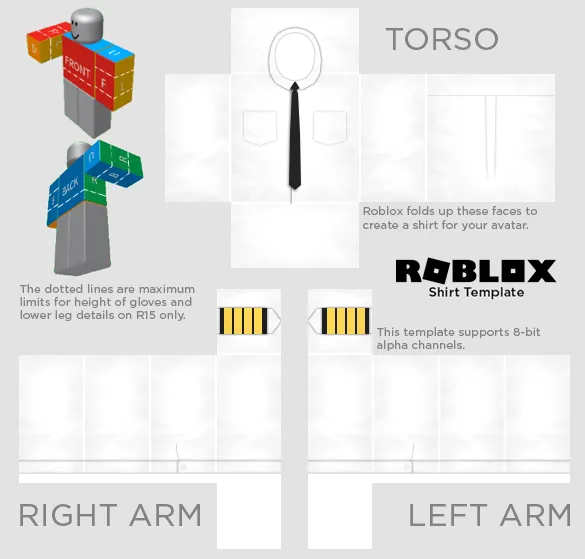 TORSO
FRONT
F
L
U
BACK
R
B
Roblox folds up these faces to
create a shirt for your avatar.
ROBLOX
Shirt Template
The dotted lines are maximum
limits for height of gloves and
lower leg details on R15 only.
This template supports 8-bit
alpha channels.
RIGHT ARM
LEFT ARM